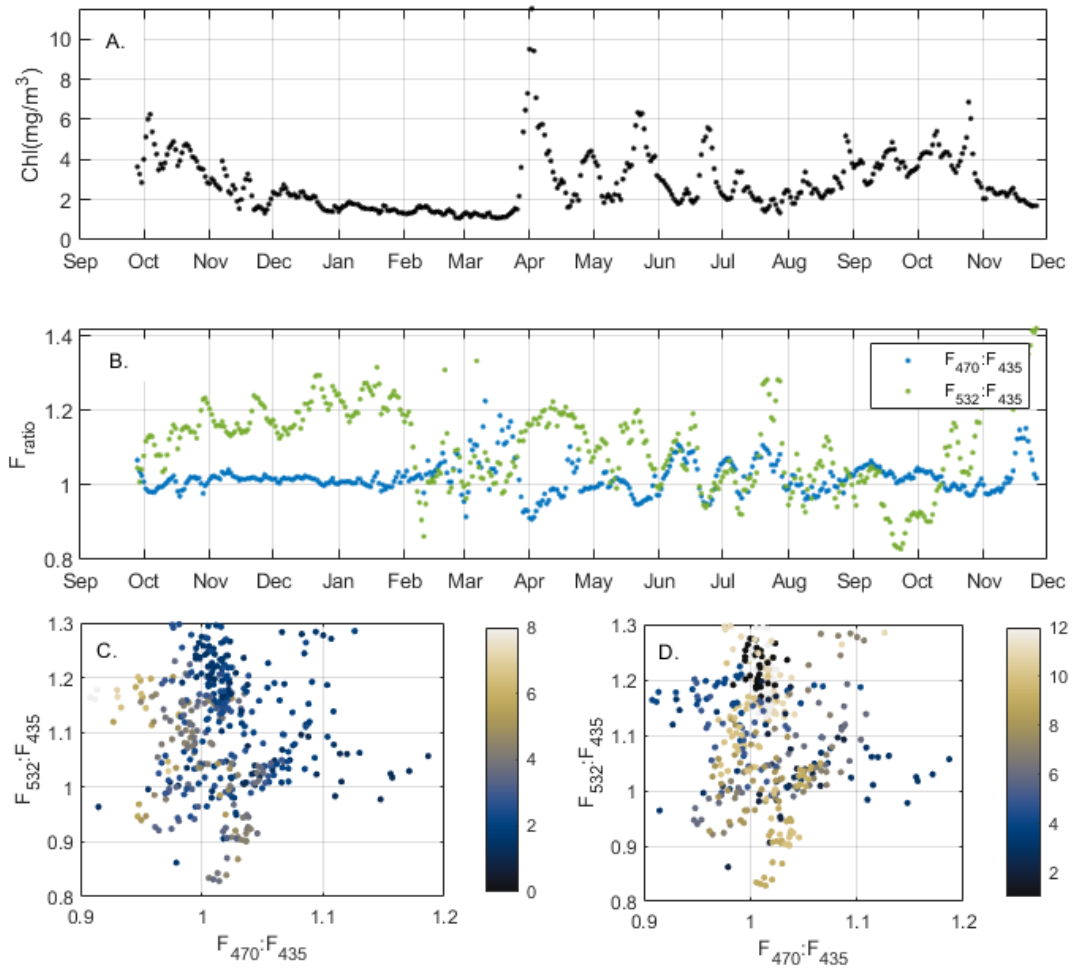 A.
Chl(mg/m³)
10
8
6
4
2
0
Sep Oct Nov Dec Jan Feb Mar Apr May Jun Jul Aug Sep Oct Nov Dec
B.
F470:F435
F532:F435
Fratio
1.4
1.2
1
0.8
Sep Oct Nov Dec Jan Feb Mar Apr May Jun Jul Aug Sep Oct Nov Dec
C.
F532:F435
1.3
1.2
1.1
1
0.9
0.8
0.9 1 1.1 1.2
F470:F435
8
6
4
2
0
D.
F532:F435
1.3
1.2
1.1
1
0.9
0.8
0.9 1 1.1 1.2
F470:F435
12
10
8
6
4
2